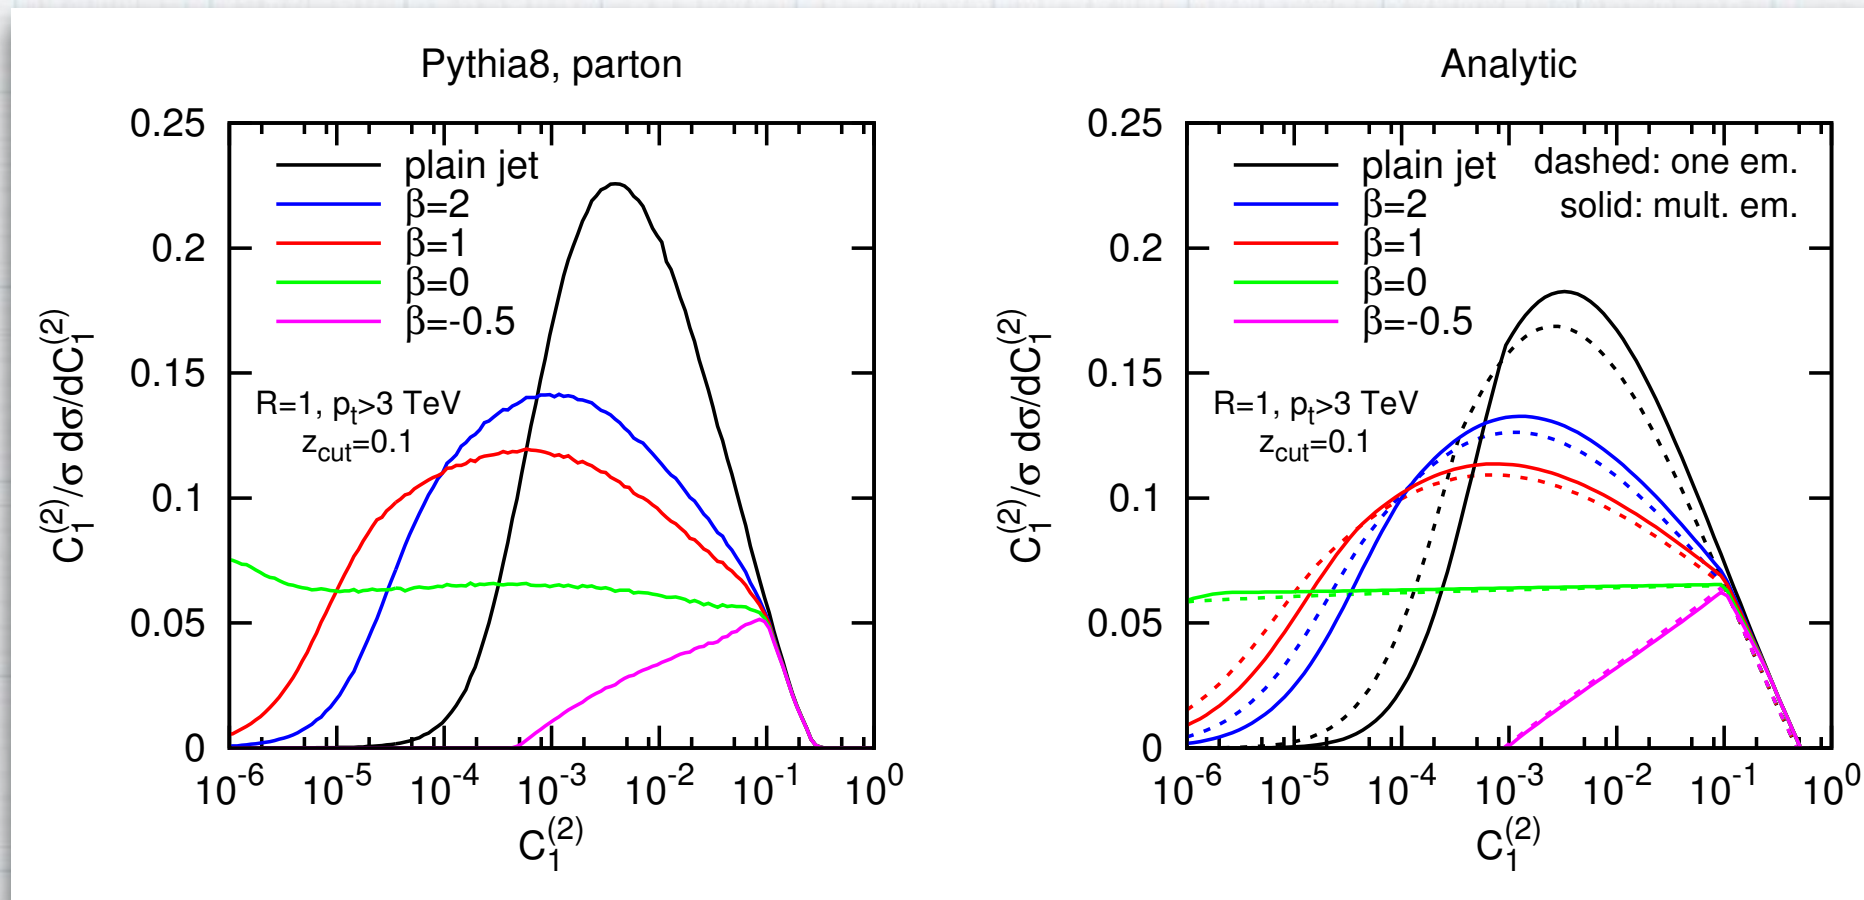 Pythia8, parton
C₁⁽²⁾/σ dσ/dC₁⁽²⁾
0.25
0.2
0.15
0.1
0.05
0
plain jet
β=2
β=1
β=0
β=-0.5
R=1, pₜ>3 TeV
z_cut=0.1
10⁻⁶ 10⁻⁵ 10⁻⁴ 10⁻³ 10⁻² 10⁻¹ 10⁰
C₁⁽²⁾
Analytic
C₁⁽²⁾/σ dσ/dC₁⁽²⁾
0.25
0.2
0.15
0.1
0.05
0
plain jet
β=2
β=1
β=0
β=-0.5
dashed: one em.
solid: mult. em.
R=1, pₜ>3 TeV
z_cut=0.1
10⁻⁶ 10⁻⁵ 10⁻⁴ 10⁻³ 10⁻² 10⁻¹ 10⁰
C₁⁽²⁾